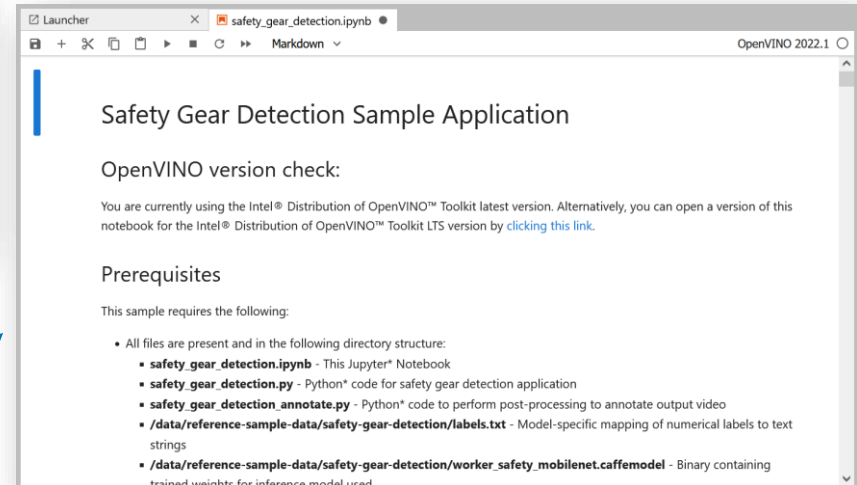 Launcher
safety_gear_detection.ipynb
Markdown
OpenVINO 2022.1
Safety Gear Detection Sample Application
OpenVINO version check:
You are currently using the Intel® Distribution of OpenVINO™ Toolkit latest version. Alternatively, you can open a version of this
notebook for the Intel® Distribution of OpenVINO™ Toolkit LTS version by clicking this link.
Prerequisites
This sample requires the following:
• All files are present and in the following directory structure:
▪ safety_gear_detection.ipynb - This Jupyter* Notebook
▪ safety_gear_detection.py - Python* code for safety gear detection application
▪ safety_gear_detection_annotate.py - Python* code to perform post-processing to annotate output video
▪ /data/reference-sample-data/safety-gear-detection/labels.txt - Model-specific mapping of numerical labels to text
strings
▪ /data/reference-sample-data/safety-gear-detection/worker_safety_mobilenet.caffemodel - Binary containing
trained weights for inference model used